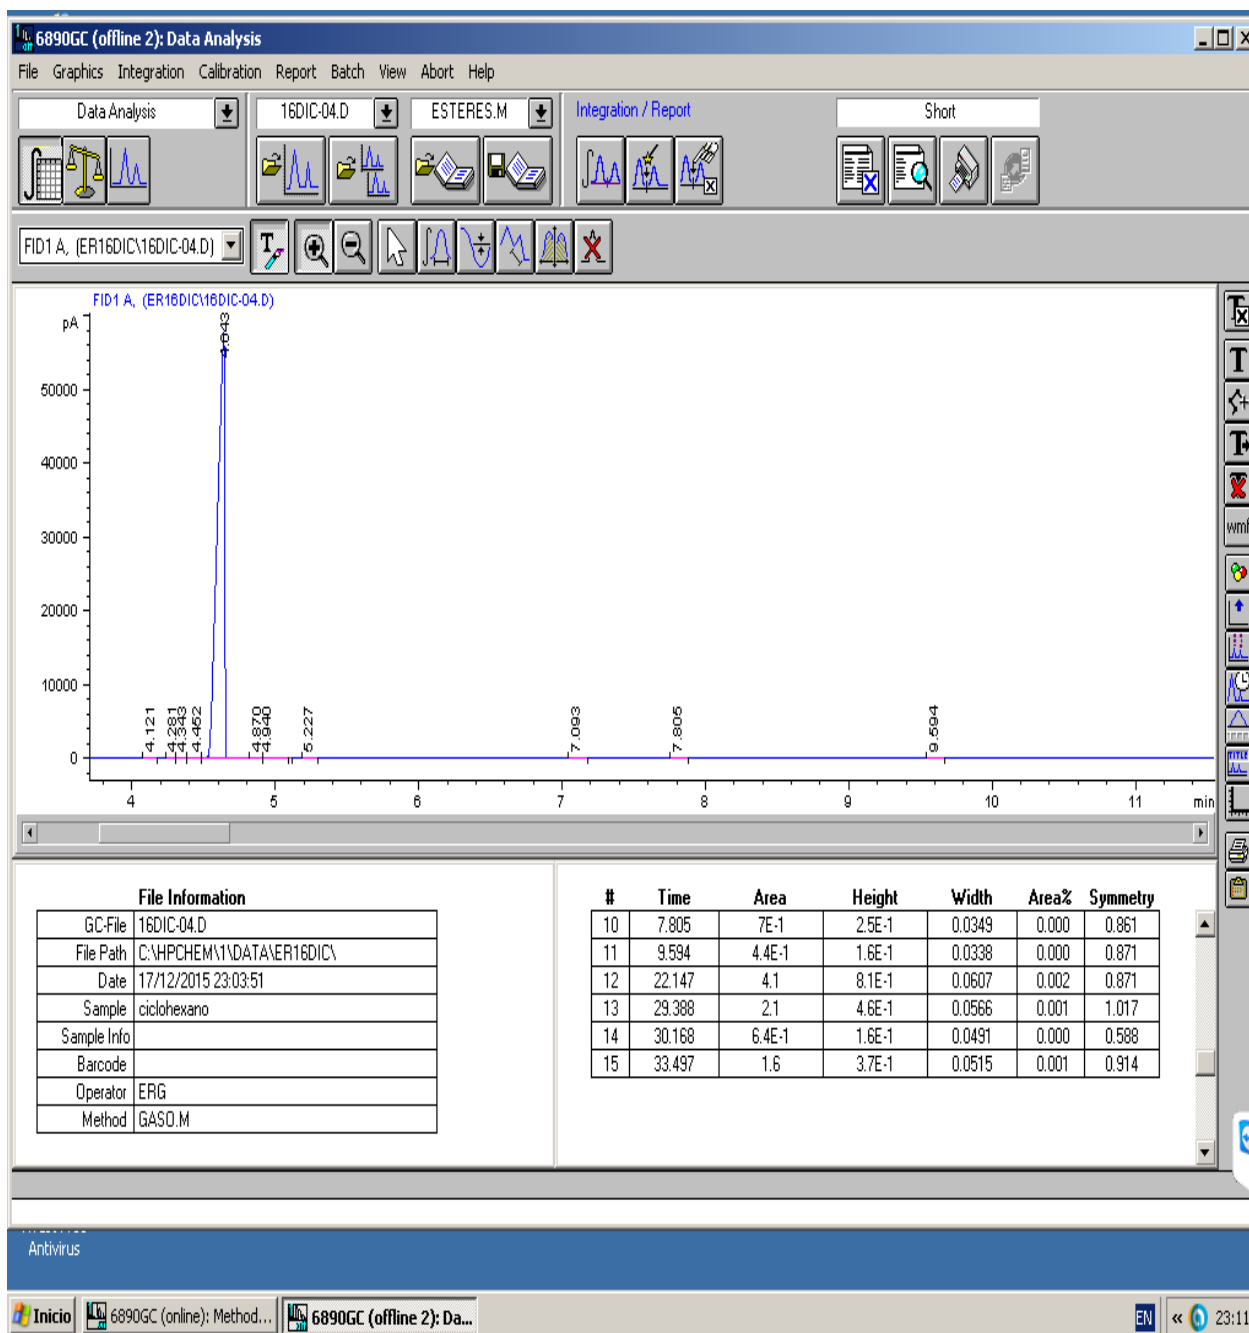 6890GC (offline 2): Data Analysis
File Graphics Integration Calibration Report Batch View Abort Help
Data Analysis 16DIC-04.D ESTERES.M Integration / Report Short
FID1 A, (ER16DIC\16DIC-04.D)
FID1 A, (ER16DIC\16DIC-04.D)
pA
4.643
50000
40000
30000
20000
10000
0
4.121
4.281
4.343
4.452
4.870
4.940
5.227
7.093
7.805
9.594
4 5 6 7 8 9 10 11 min
File Information
GC-File 16DIC-04.D
File Path C:\HPCHEM\1\DATA\ER16DIC\
Date 17/12/2015 23:03:51
Sample ciclohexano
Sample Info
Barcode
Operator ERG
Method GASO.M
# Time Area Height Width Area% Symmetry
10 7.805 7E-1 2.5E-1 0.0349 0.000 0.861
11 9.594 4.4E-1 1.6E-1 0.0338 0.000 0.871
12 22.147 4.1 8.1E-1 0.0607 0.002 0.871
13 29.388 2.1 4.6E-1 0.0566 0.001 1.017
14 30.168 6.4E-1 1.6E-1 0.0491 0.000 0.588
15 33.497 1.6 3.7E-1 0.0515 0.001 0.914
Antivirus
Inicio 6890GC (online): Method... 6890GC (offline 2): Da... EN « 23:11